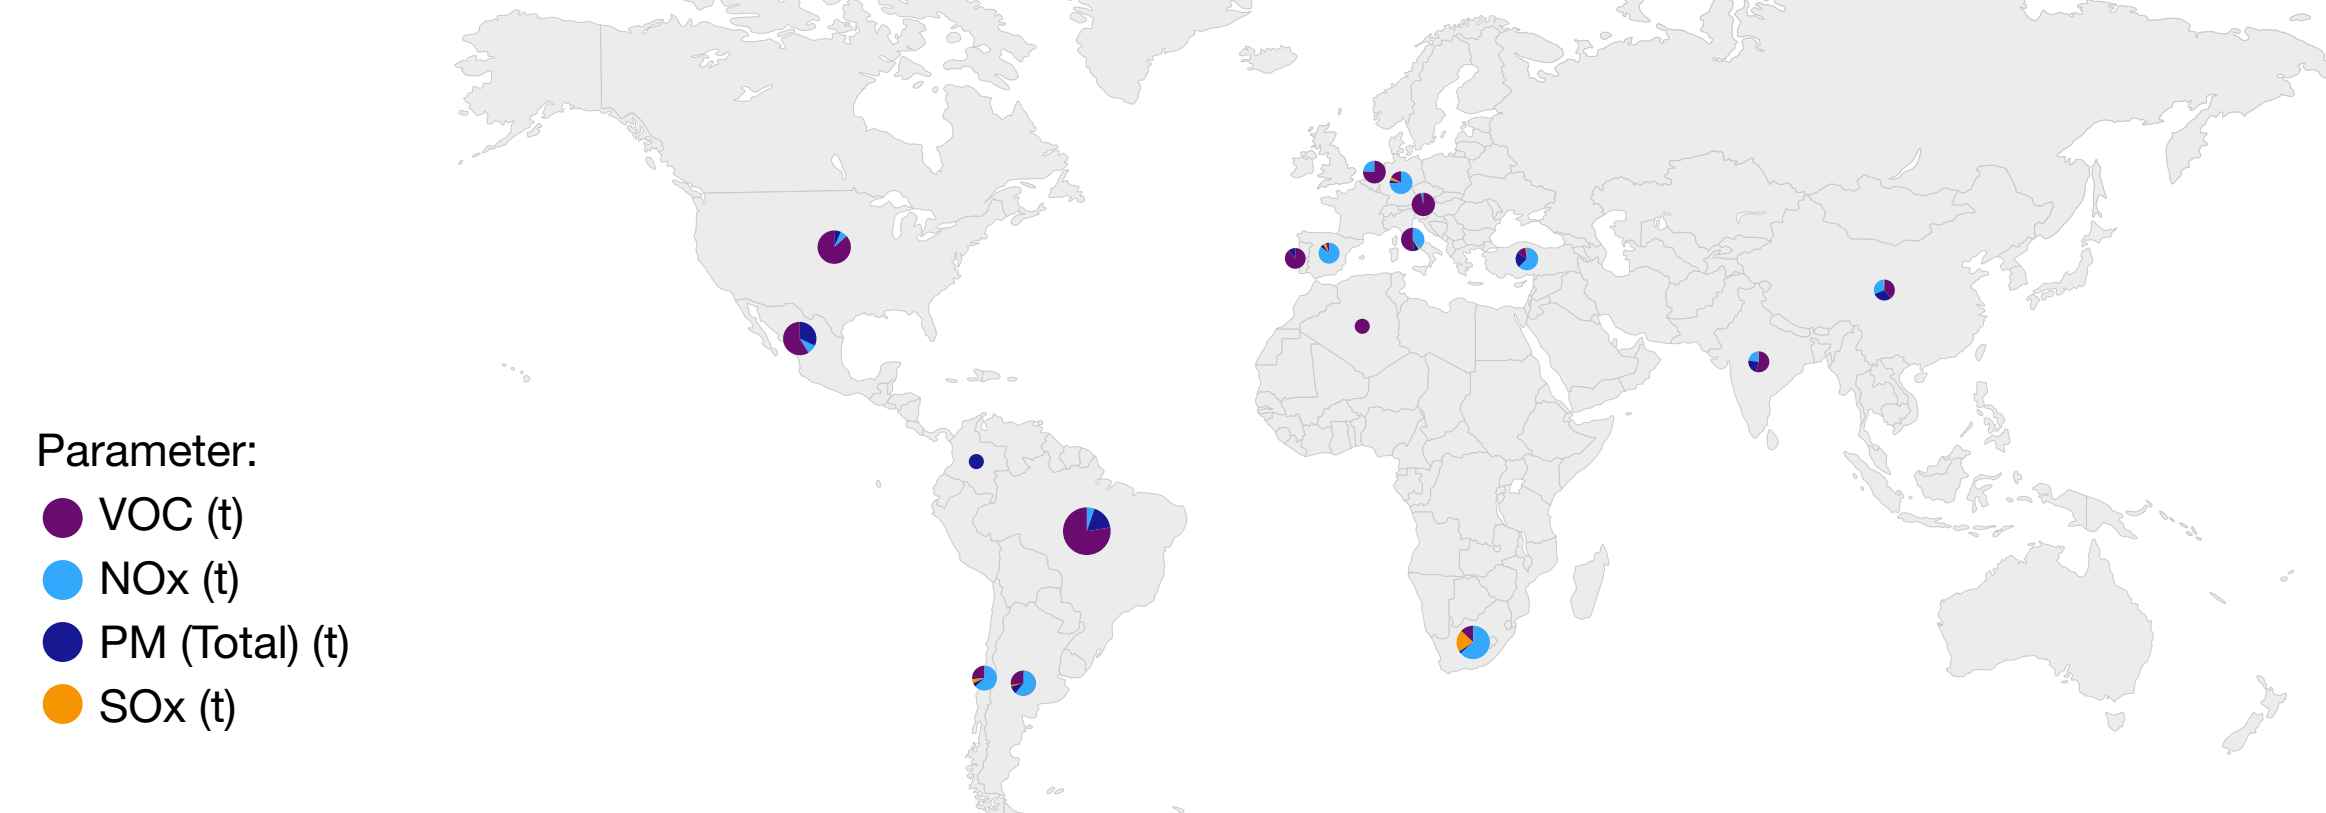 Parameter:
VOC (t)
NOx (t)
PM (Total) (t)
SOx (t)